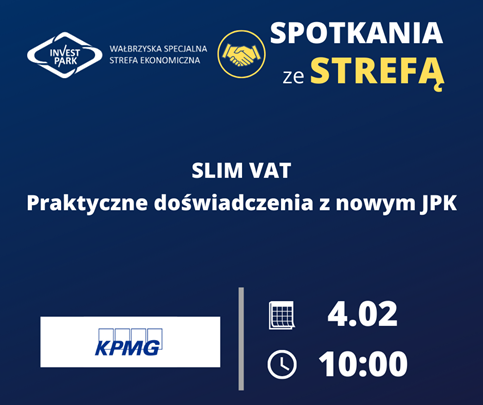 INVEST
PARK
WAŁBRZYSKA SPECJALNA
STREFA EKONOMICZNA
SPOTKANIA
ze STREFĄ
SLIM VAT
Praktyczne doświadczenia z nowym JPK
KPMG
4.02
10:00